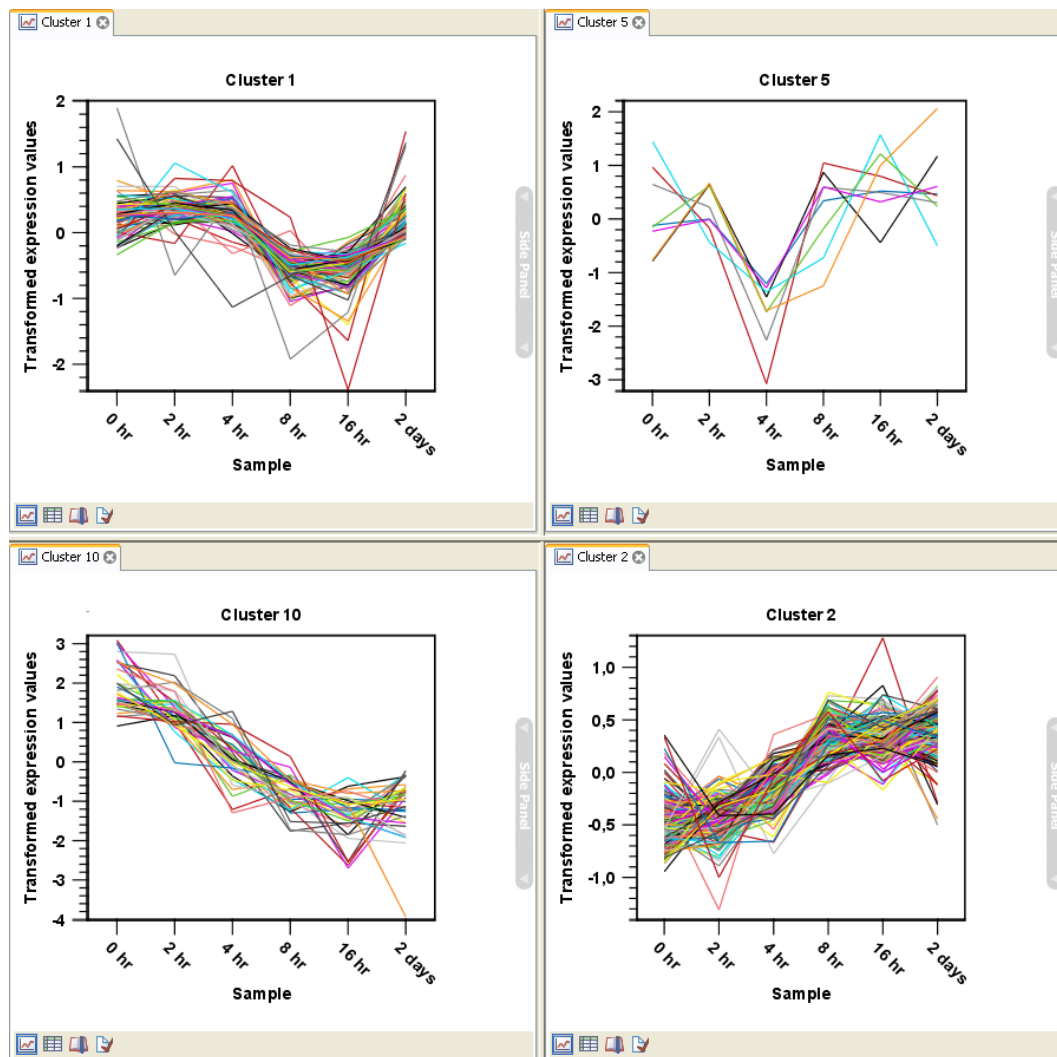 Cluster 1
Cluster 1
Transformed expression values
2
1
0
-1
-2
0 hr
2 hr
4 hr
8 hr
16 hr
2 days
Sample
Side Panel
Cluster 5
Cluster 5
Transformed expression values
2
1
0
-1
-2
-3
0 hr
2 hr
4 hr
8 hr
16 hr
2 days
Sample
Side Panel
Cluster 10
Cluster 10
Transformed expression values
3
2
1
0
-1
-2
-3
-4
0 hr
2 hr
4 hr
8 hr
16 hr
2 days
Sample
Side Panel
Cluster 2
Cluster 2
Transformed expression values
1,0
0,5
0,0
-0,5
-1,0
0 hr
2 hr
4 hr
8 hr
16 hr
2 days
Sample
Side Panel